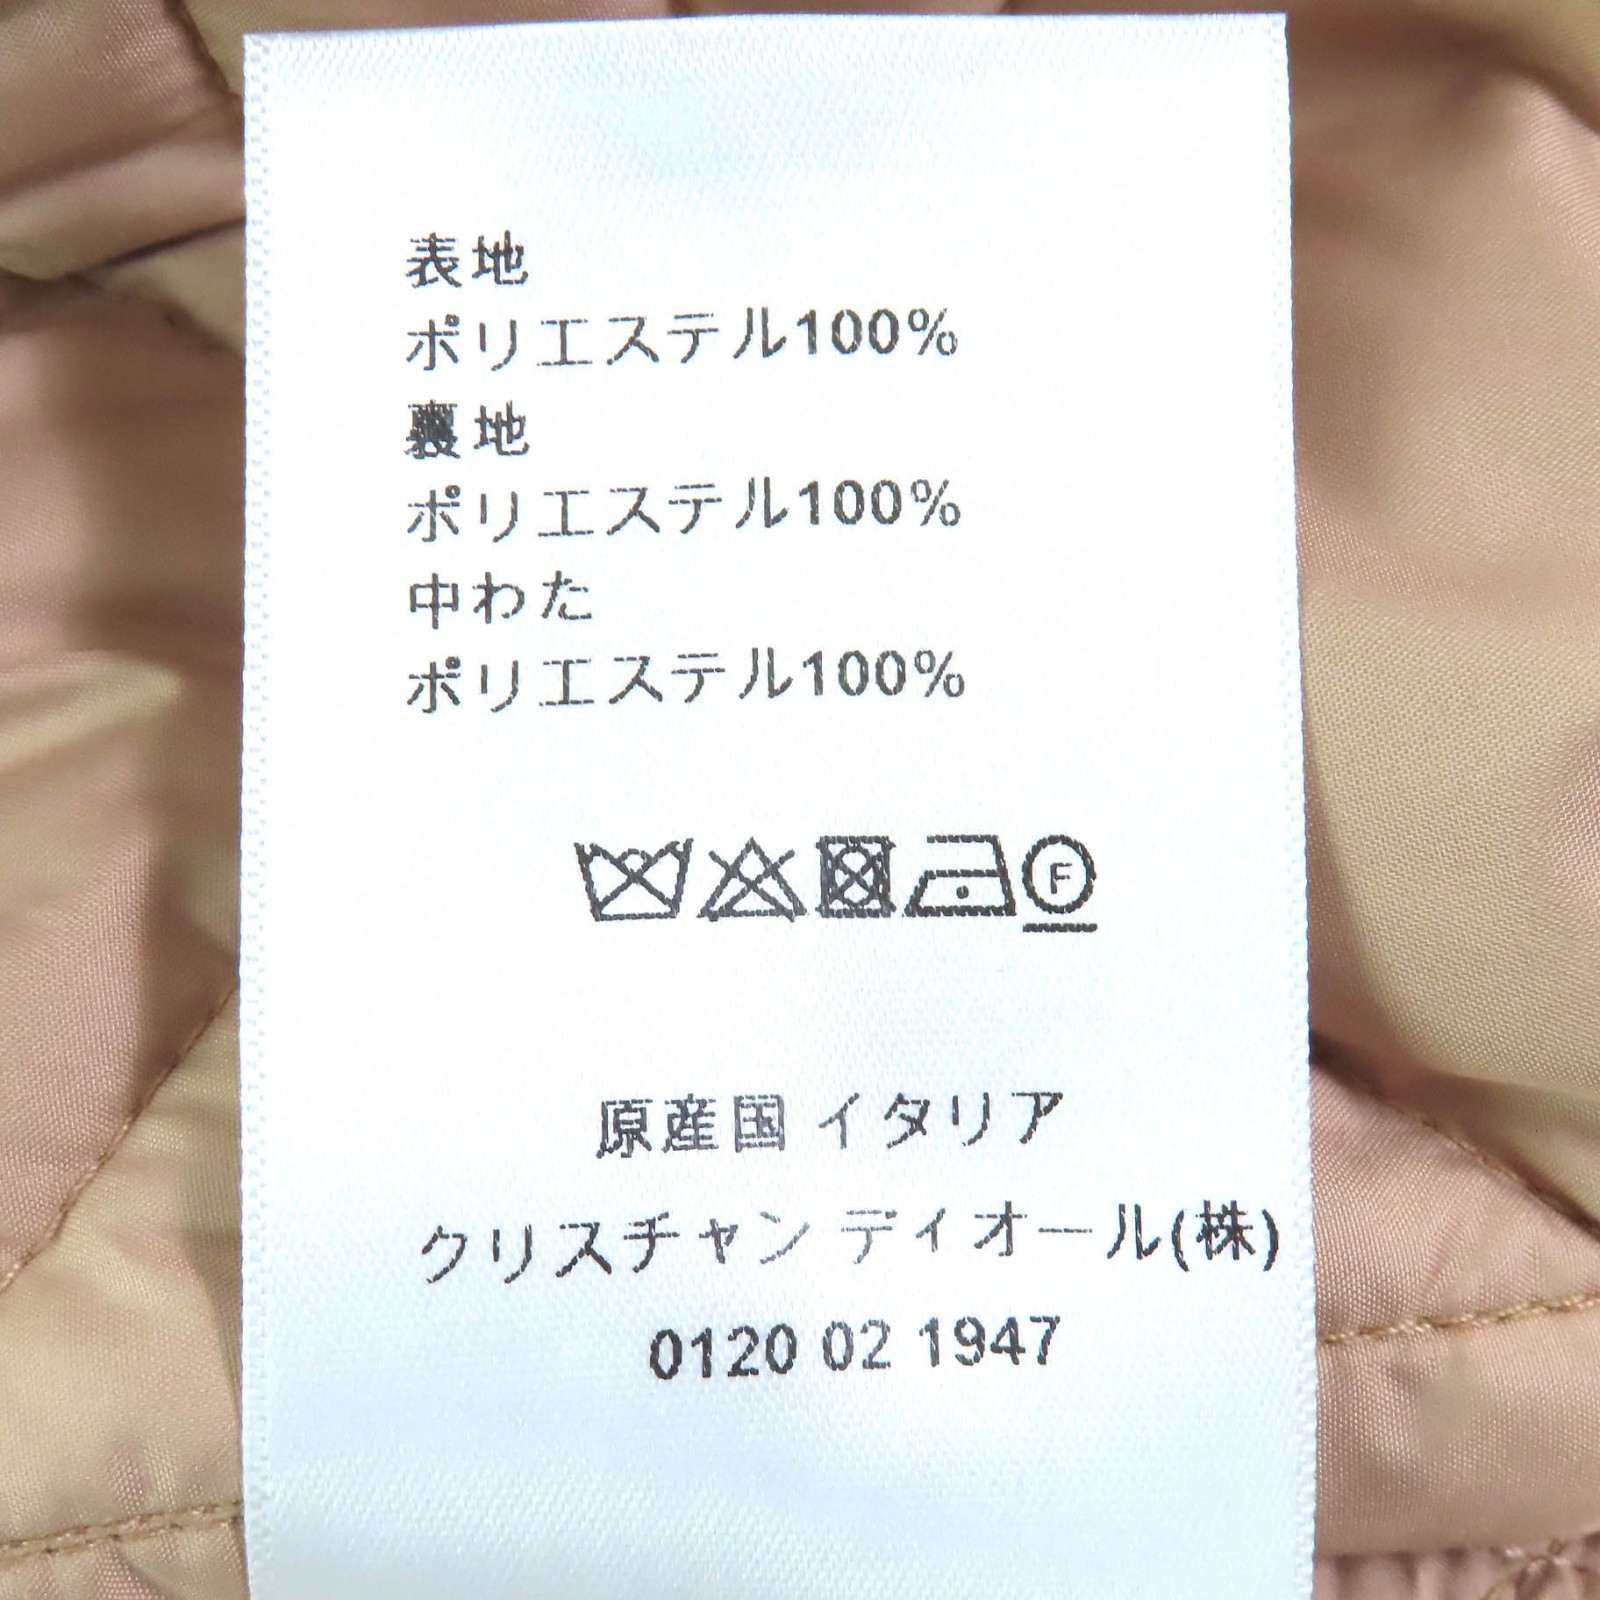 表地
ポリエステル100%
裏地
ポリエステル100%
中わた
ポリエステル100%
F
原産国 イタリア
クリスチャン ディオール(株)
0120 02 1947